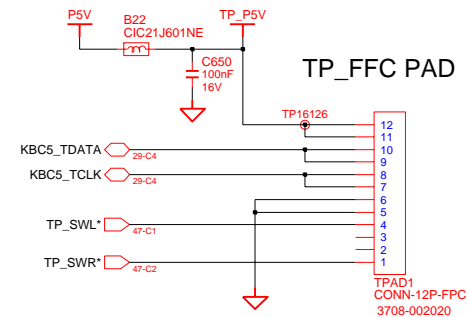 P5V
B22
CIC21J601NE
TP_P5V
C650
100nF
16V
TP_FFC PAD
TP16126
12
11
KBC5_TDATA 29-C4 10
9
KBC5_TCLK 29-C4 8
7
6
5
TP_SWL* 47-C1 4
3
2
TP_SWR* 47-C2 1
TPAD1
CONN-12P-FPC
3708-002020